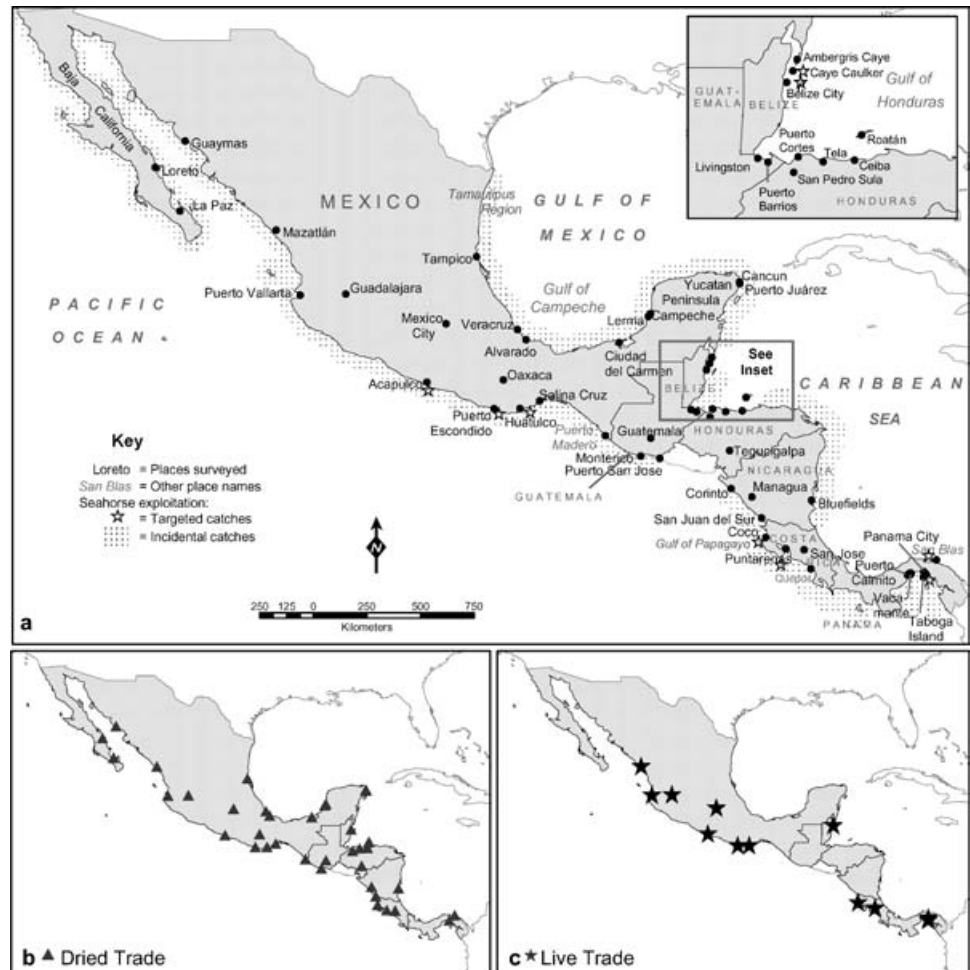 Ambergris Caye
Caye Caulker
Gulf of
Honduras
Belize City
GUAT-
EMALA
BELIZE
Puerto
Cortes
Roatán
Tela
Livingston
Ceiba
San Pedro Sula
Puerto
Barrios
HONDURAS
Baja
California
Guaymas
Loreto
La Paz
MEXICO
Tamaulipus
Region
GULF OF
MEXICO
Mazatlán
Tampico
Gulf of
Campeche
Cancun
Yucatan
Puerto Juárez
Peninsula
PACIFIC
OCEAN
Puerto Vallarta
Guadalajara
Mexico
City
Veracruz
Lerma
Campeche
Alvarado
Ciudad
del Carmen
See
Inset
CARIBBEAN
SEA
Oaxaca
Acapulco
Salina Cruz
BELIZE
Puerto
Escondido
Huatulco
Puerto
Madero
Guatemala
HONDURAS
Monterico
Tegucigalpa
Puerto San Jose
NICARAGUA
GUATEMALA
Corinto
Managua
Bluefields
San Juan del Sur
Coco
COSTA
RICA
Panama City
Gulf of Papagayo
San Jose
San Blas
Puntarenas
Puerto
Calmito
Quepos
Vaca
mante
Taboga
Island
PANAMA
Key
Loreto = Places surveyed
San Blas = Other place names
Seahorse exploitation:
= Targeted catches
= Incidental catches
N
250 125 0 250 500 750
Kilometers
a
b Dried Trade
c Live Trade